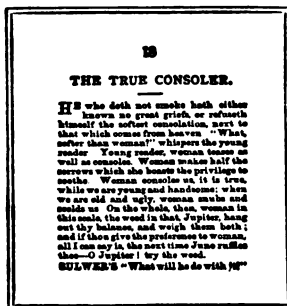 13
THE TRUE CONSOLER.
HE who doth not smoke hath either
known no great griefs, or refuseth
himself the softest consolation, next to
that which comes from heaven "What,
softer than woman?" whispers the young
reader Young reader, woman teases as
well as consoles. Woman makes half the
sorrows which she boasts the privilege to
soothe. Woman consoles us, it is true,
while we are young and handsome; when
we are old and ugly, woman snubs and
scolds us On the whole, then, woman in
this scale, the weed in that, Jupiter, hang
out thy balance, and weigh them both;
and if thou give the preference to woman,
all I can say is, the next time June ruffles
thee—O Jupiter! try the weed.
BULWER'S "What will he do with it?"